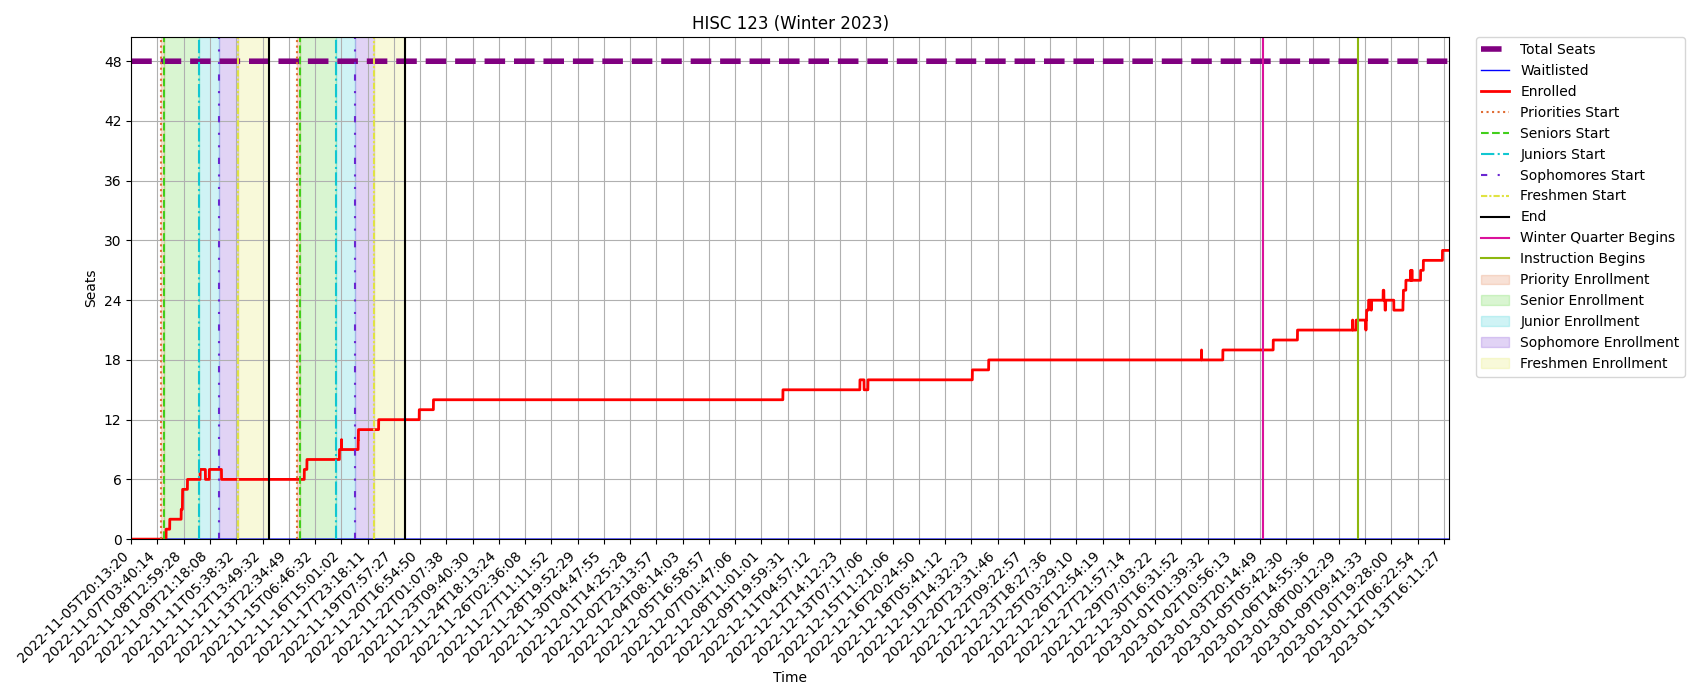 HISC 123 (Winter 2023)
Seats
48
42
36
30
24
18
12
6
0
2022-11-05T20:13:20
2022-11-07T03:40:14
2022-11-08T12:59:28
2022-11-09T21:18:08
2022-11-11T05:38:32
2022-11-12T13:49:32
2022-11-13T22:34:49
2022-11-15T06:46:32
2022-11-16T15:01:02
2022-11-17T23:18:11
2022-11-19T07:57:27
2022-11-20T16:54:50
2022-11-22T01:07:38
2022-11-23T09:40:30
2022-11-24T18:13:24
2022-11-26T02:36:08
2022-11-27T11:11:52
2022-11-28T19:52:29
2022-11-30T04:47:55
2022-12-01T14:25:28
2022-12-02T23:13:57
2022-12-04T08:14:03
2022-12-05T16:58:57
2022-12-07T01:47:06
2022-12-08T11:01:01
2022-12-09T19:59:31
2022-12-11T04:57:12
2022-12-12T14:12:23
2022-12-13T17:17:06
2022-12-15T11:21:06
2022-12-16T20:24:50
2022-12-18T05:41:12
2022-12-19T14:32:23
2022-12-20T23:31:46
2022-12-22T09:22:57
2022-12-23T18:27:36
2022-12-25T03:29:10
2022-12-26T12:54:19
2022-12-27T21:57:14
2022-12-29T07:03:22
2022-12-30T16:31:52
2023-01-01T01:39:32
2023-01-02T10:56:13
2023-01-03T20:14:49
2023-01-05T05:42:30
2023-01-06T14:55:36
2023-01-08T00:12:29
2023-01-09T09:41:33
2023-01-10T19:28:00
2023-01-12T06:22:54
2023-01-13T16:11:27
Time
Total Seats
Waitlisted
Enrolled
Priorities Start
Seniors Start
Juniors Start
Sophomores Start
Freshmen Start
End
Winter Quarter Begins
Instruction Begins
Priority Enrollment
Senior Enrollment
Junior Enrollment
Sophomore Enrollment
Freshmen Enrollment